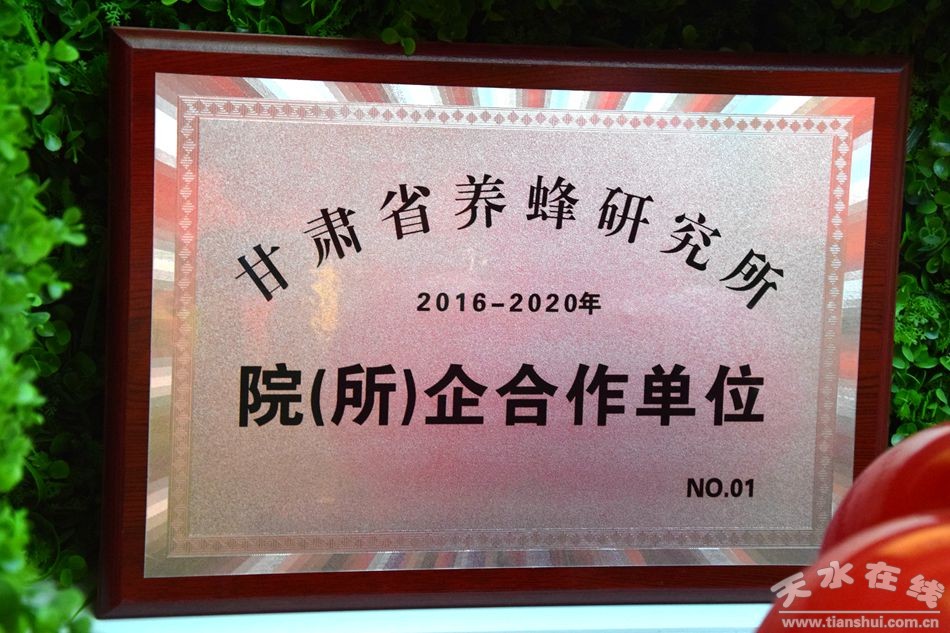 甘肃省养蜂研究所
2016-2020年
院(所)企合作单位
NO.01
天水在线
www.tianshui.com.cn